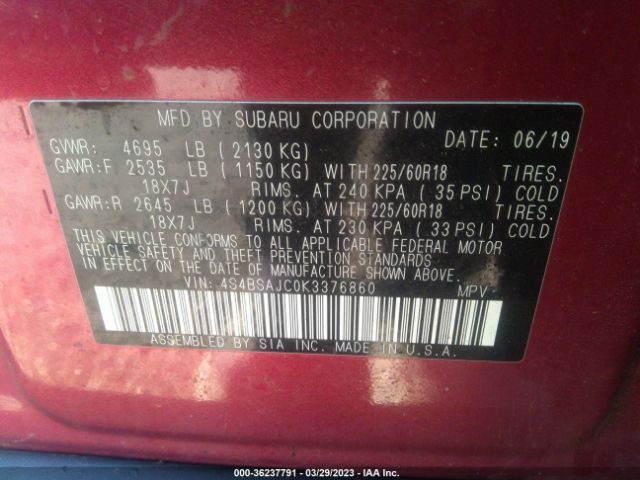 MFD BY SUBARU CORPORATION
GVWR: 4695 LB ( 2130 KG) DATE: 06/19
GAWR:F 2535 LB ( 1150 KG) WITH 225/60R18 TIRES.
18X7J RIMS. AT 240 KPA ( 35 PSI) COLD
GAWR:R 2645 LB ( 1200 KG) WITH 225/60R18 TIRES.
18X7J RIMS. AT 230 KPA ( 33 PSI) COLD
THIS VEHICLE CONFORMS TO ALL APPLICABLE FEDERAL MOTOR
VEHICLE SAFETY AND THEFT PREVENTION STANDARDS
IN EFFECT ON THE DATE OF MANUFACTURE SHOWN ABOVE.
VIN: 4S4BSAJC0K3376860 MPV
ASSEMBLED BY SIA INC. MADE IN U.S.A.
© Copyright - 36237791 - 03/29/2023 - IAA Inc.